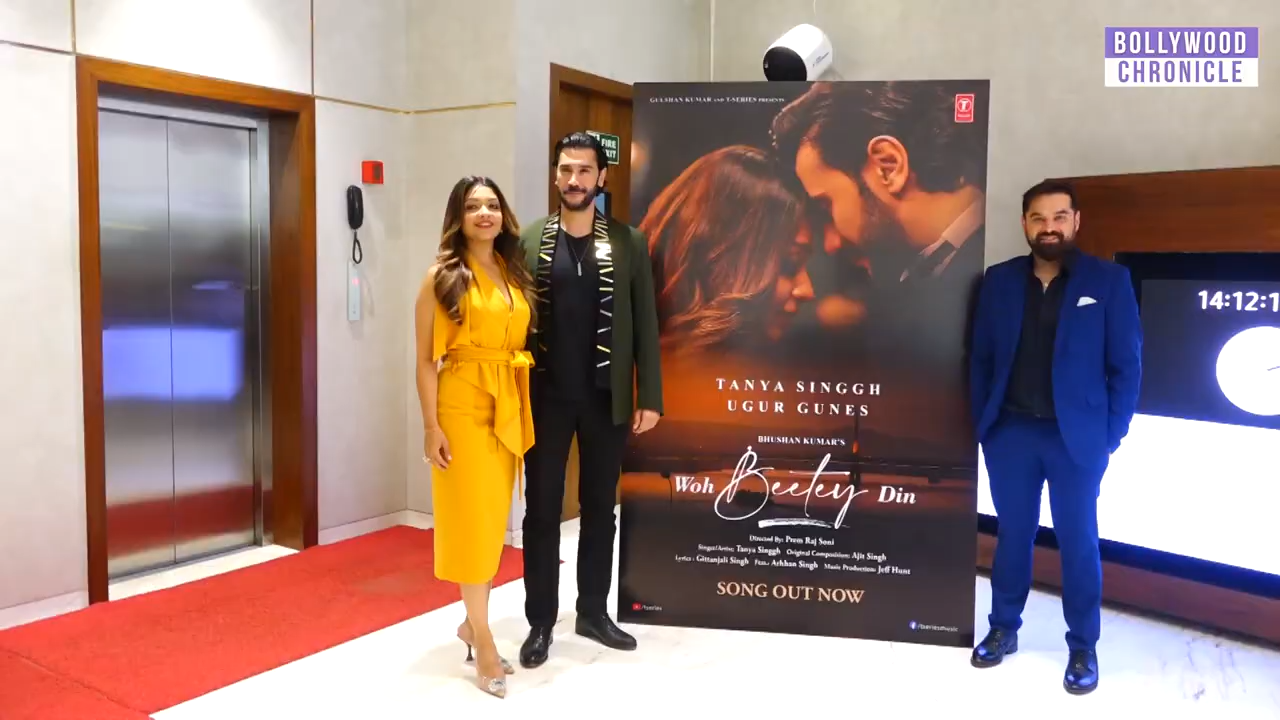 BOLLYWOOD
CHRONICLE
GULSHAN KUMAR AND T-SERIES PRESENTS
FIRE
TANYA SINGGH
UGUR GUNES
BHUSHAN KUMAR'S
Woh Beetey Din
Directed By: Prem Raj Soni
Singer/Artist: Tanya Singgh Original Composition: Ajit Singh
Lyrics: Gittanjali Singh Feat.: Arhhan Singh Music Production: Jeff Hunt
SONG OUT NOW
/tseries
/tseriesmusic
14:12:1